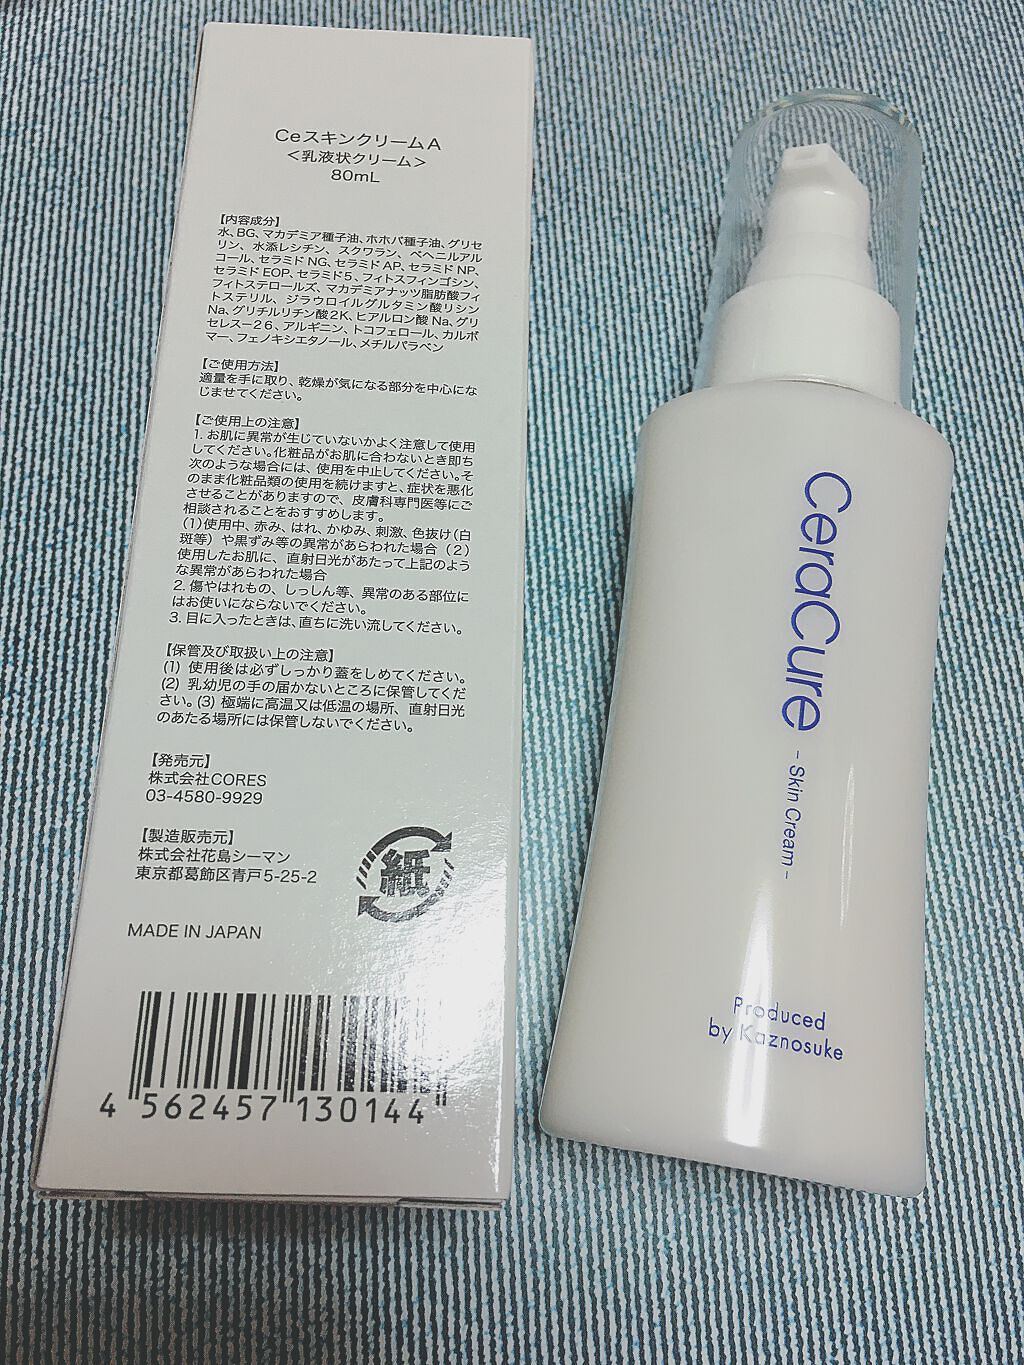 CeスキンクリームA
＜乳液状クリーム＞
80mL
【内容成分】
水、BG、マカデミア種子油、ホホバ種子油、グリセ
リン、水添レシチン、スクワラン、ベヘニルアル
コール、セラミド NG、セラミド AP、セラミド NP、
セラミド EOP、セラミド5、フィトスフィンゴシン、
フィトステロールズ、マカデミアナッツ脂肪酸フィ
トステリル、ジラウロイルグルタミン酸リシン
Na、グリチルリチン酸2K、ヒアルロン酸 Na、グリ
セレス−26、アルギニン、トコフェロール、カルボ
マー、フェノキシエタノール、メチルパラベン
【ご使用方法】
適量を手に取り、乾燥が気になる部分を中心にな
じませてください。
【ご使用上の注意】
1. お肌に異常が生じていないかよく注意して使用
してください。化粧品がお肌に合わないとき即ち
次のような場合には、使用を中止してください。そ
のまま化粧品類の使用を続けますと、症状を悪化
させることがありますので、皮膚科専門医等にご
相談されることをおすすめします。
(1)使用中、赤み、はれ、かゆみ、刺激、色抜け(白
斑等）や黒ずみ等の異常があらわれた場合（2）
使用したお肌に、直射日光があたって上記のよう
な異常があらわれた場合
2. 傷やはれもの、しっしん等、異常のある部位に
はお使いにならないでください。
3. 目に入ったときは、直ちに洗い流してください。
【保管及び取扱い上の注意】
(1) 使用後は必ずしっかり蓋をしめてください。
(2) 乳幼児の手の届かないところに保管してくだ
さい。(3) 極端に高温又は低温の場所、直射日光
のあたる場所には保管しないでください。
【発売元】
株式会社CORES
03-4580-9929
【製造販売元】
株式会社花島シーマン
東京都葛飾区青戸5-25-2
紙
MADE IN JAPAN
4 562457 130144
CeraCure
- Skin Cream -
Produced
by Kaznosuke